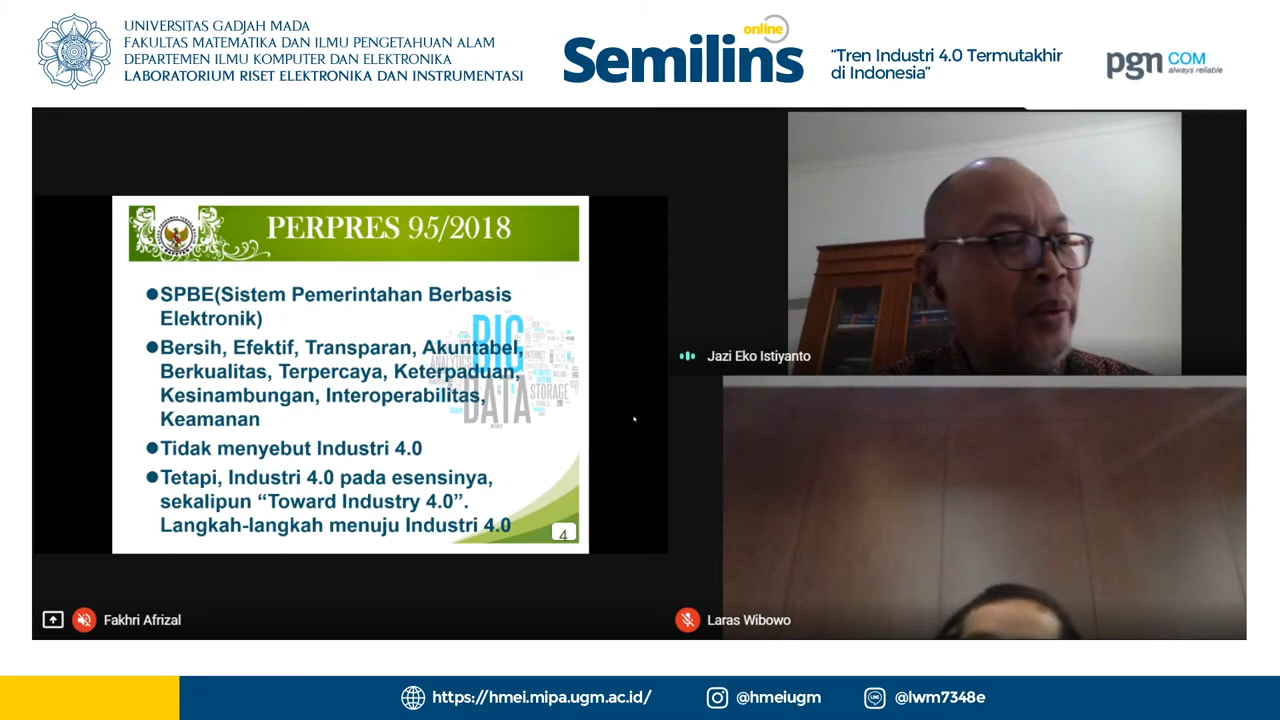 UNIVERSITAS GADJAH MADA
FAKULTAS MATEMATIKA DAN ILMU PENGETAHUAN ALAM
DEPARTEMEN ILMU KOMPUTER DAN ELEKTRONIKA
LABORATORIUM RISET ELEKTRONIKA DAN INSTRUMENTASI
online
Semilins
“Tren Industri 4.0 Termutakhir
di Indonesia”
pgn COM
always reliable
PERPRES 95/2018
●SPBE(Sistem Pemerintahan Berbasis
Elektronik)
●Bersih, Efektif, Transparan, Akuntabel,
Berkualitas, Terpercaya, Keterpaduan,
Kesinambungan, Interoperabilitas,
Keamanan
●Tidak menyebut Industri 4.0
●Tetapi, Industri 4.0 pada esensinya,
sekalipun “Toward Industry 4.0”.
Langkah-langkah menuju Industri 4.0
4
BIG
DATA
ANALYTICS
STORAGE
Jazi Eko Istiyanto
Fakhri Afrizal
Laras Wibowo
https://hmei.mipa.ugm.ac.id/
@hmeiugm
@lwm7348e